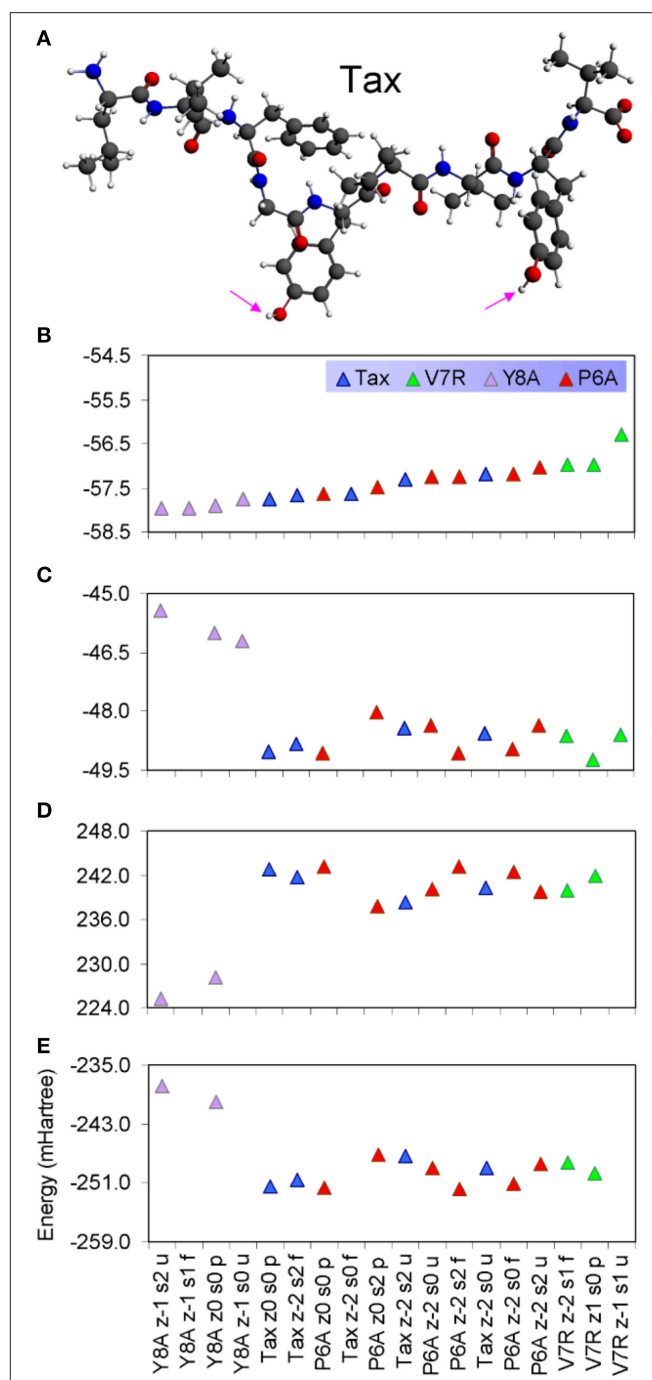 A
Tax
B
-54.5
-55.5
-56.5
-57.5
-58.5
Tax V7R Y8A P6A
C
-45.0
-46.5
-48.0
-49.5
D
248.0
242.0
236.0
230.0
224.0
E
Energy (mHartree)
-235.0
-243.0
-251.0
-259.0
Y8A z-1 s2 u
Y8A z-1 s1 f
Y8A z0 s0 p
Y8A z-1 s0 u
Tax z0 s0 p
Tax z-2 s2 f
P6A z0 s0 p
Tax z-2 s0 f
P6A z0 s2 p
Tax z-2 s2 u
P6A z-2 s0 u
P6A z-2 s2 f
Tax z-2 s0 u
P6A z-2 s0 f
P6A z-2 s2 u
V7R z-2 s1 f
V7R z1 s0 p
V7R z-1 s1 u